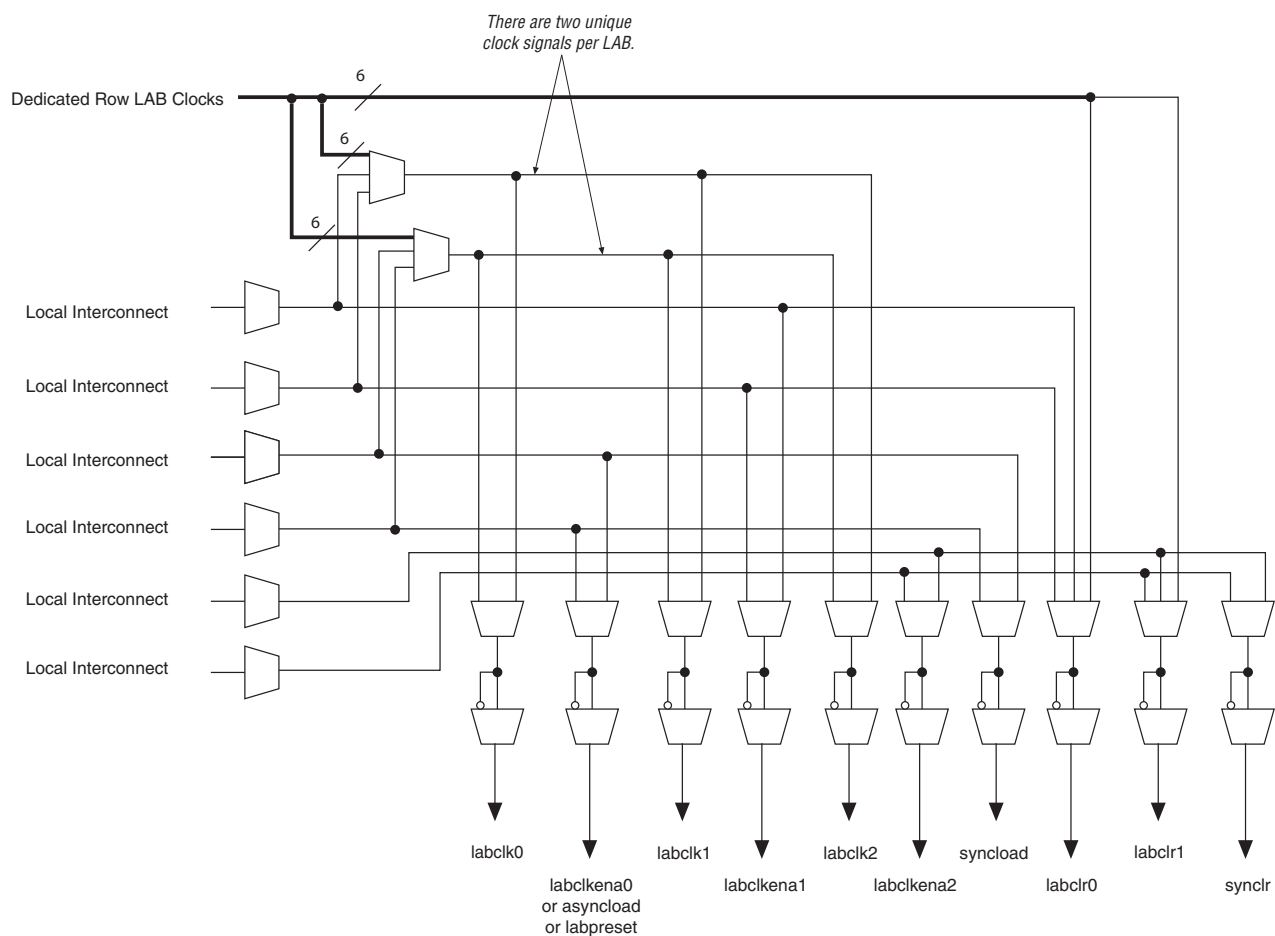 There are two unique
clock signals per LAB.
6
Dedicated Row LAB Clocks
6
6
Local Interconnect
Local Interconnect
Local Interconnect
Local Interconnect
Local Interconnect
Local Interconnect
labclk0
labclk1
labclk2
syncload
labclr1
labclkena0
or asyncload
or labpreset
labclkena1
labclkena2
labclr0
synclr